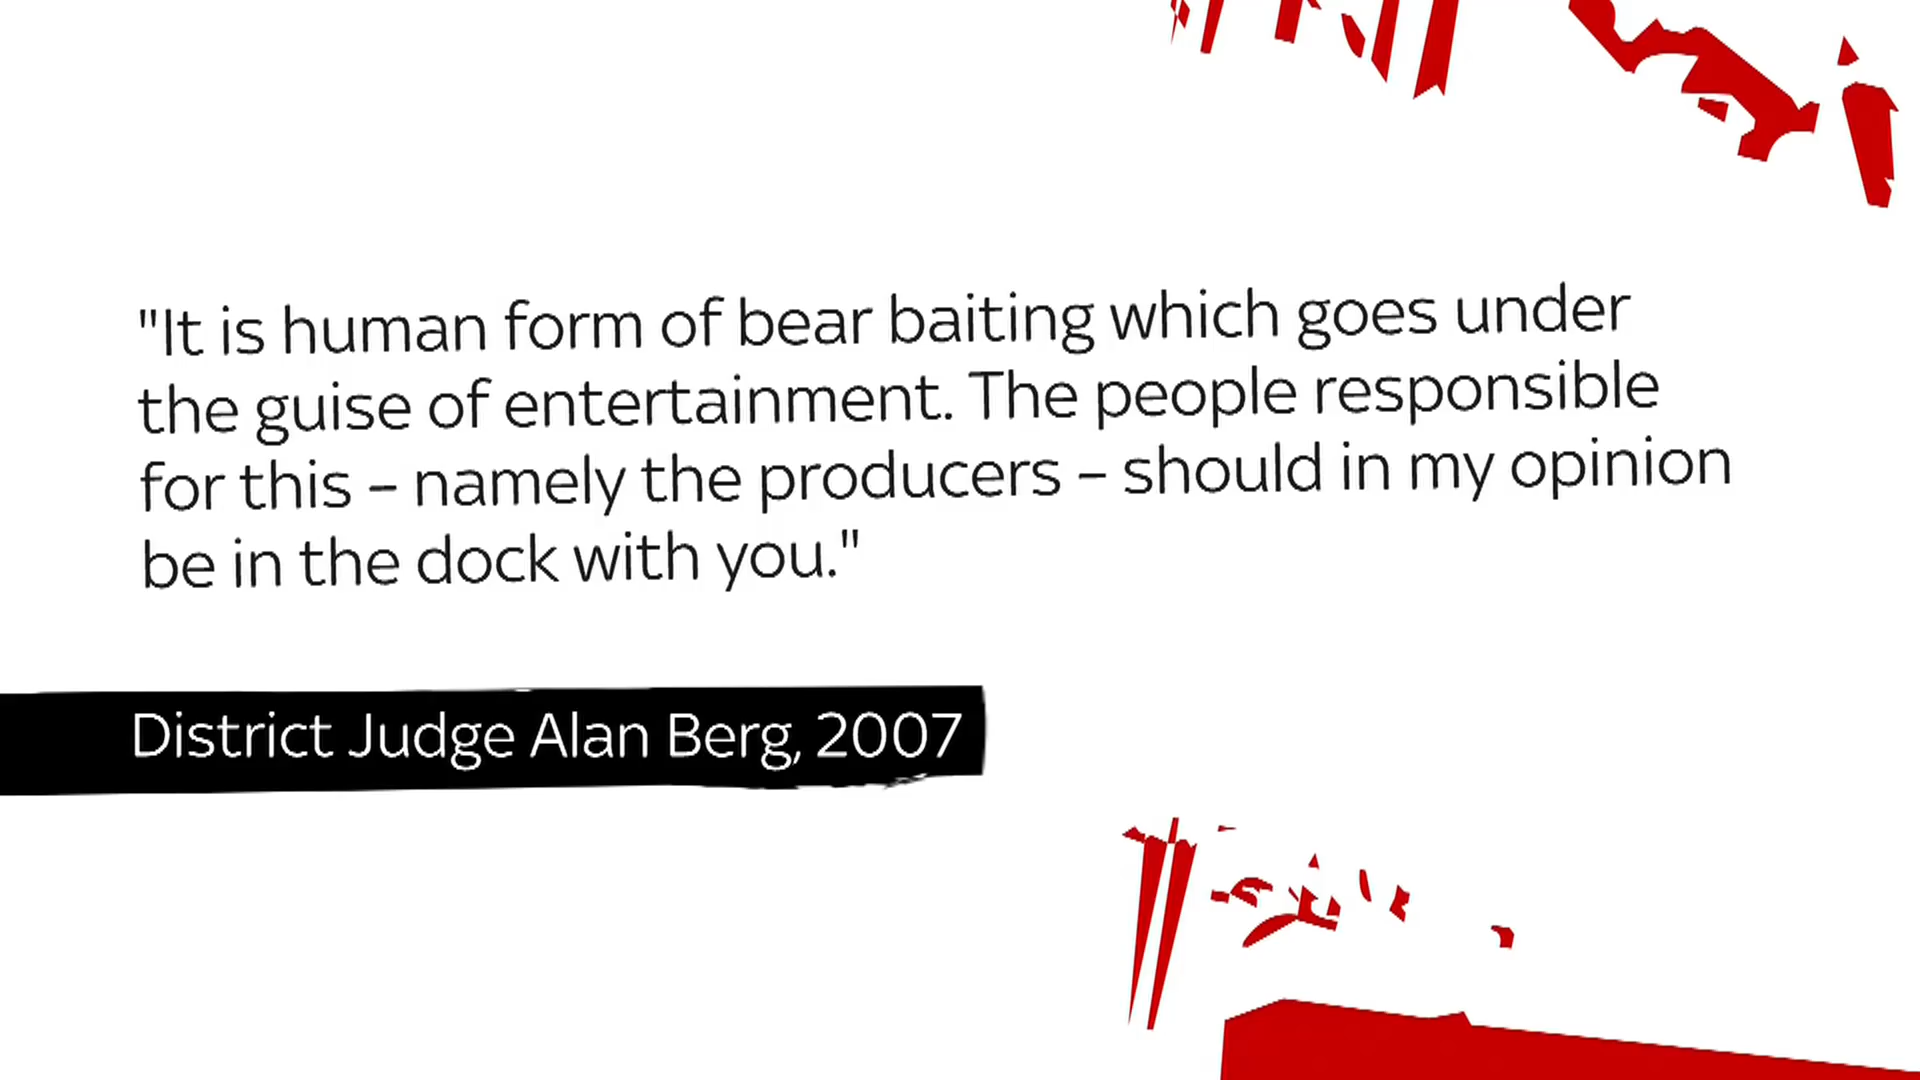 "It is human form of bear baiting which goes under
the guise of entertainment. The people responsible
for this – namely the producers – should in my opinion
be in the dock with you."
District Judge Alan Berg, 2007